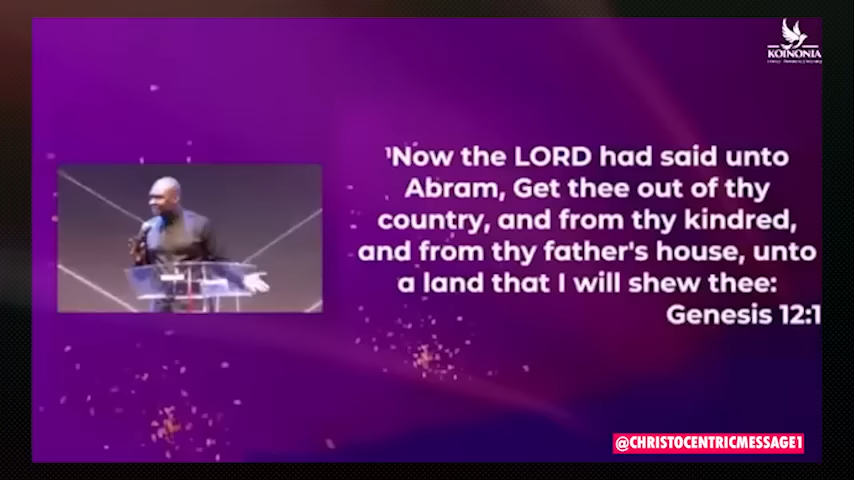 KOINONIA
¹Now the LORD had said unto
Abram, Get thee out of thy
country, and from thy kindred,
and from thy father's house, unto
a land that I will shew thee:
Genesis 12:1
@CHRISTOCENTRICMESSAGE1